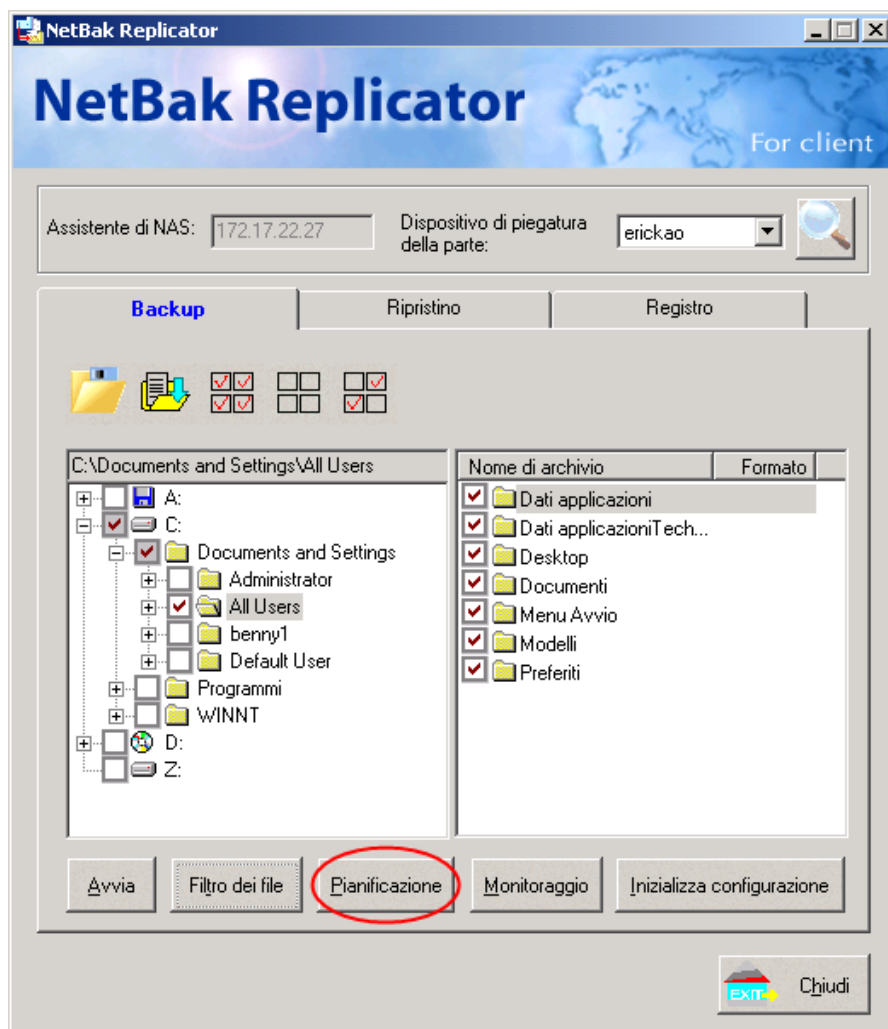 NetBak Replicator
NetBak Replicator
For client
Assistente di NAS:
172.17.22.27
Dispositivo di piegatura
della parte:
erickao
Backup
Ripristino
Registro
C:\Documents and Settings\All Users
A:
C:
Documents and Settings
Administrator
All Users
benny1
Default User
Programmi
WINNT
D:
Z:
Nome di archivio
Formato
Dati applicazioni
Dati applicazioniTech...
Desktop
Documenti
Menu Avvio
Modelli
Preferiti
Avvia
Filtro dei file
Pianificazione
Monitoraggio
Inizializza configurazione
EXIT
Chiudi